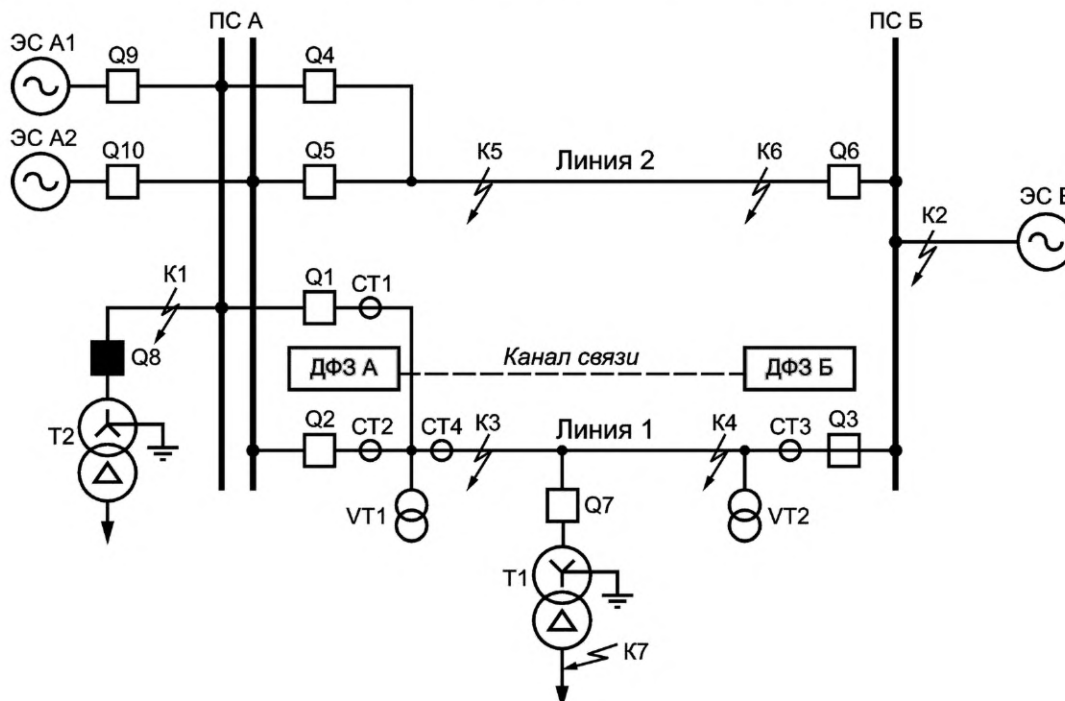 ПС А
ПС Б
ЭС А1
Q9
Q4
ЭС А2
Q10
Q5
К5
Линия 2
К6
Q6
К2
К1
Q1
СТ1
Q8
ДФЗ А
Канал связи
ДФЗ Б
Т2
Q2
СТ2
СТ4
К3
Линия 1
К4
СТ3
Q3
VT1
Q7
VT2
Т1
К7